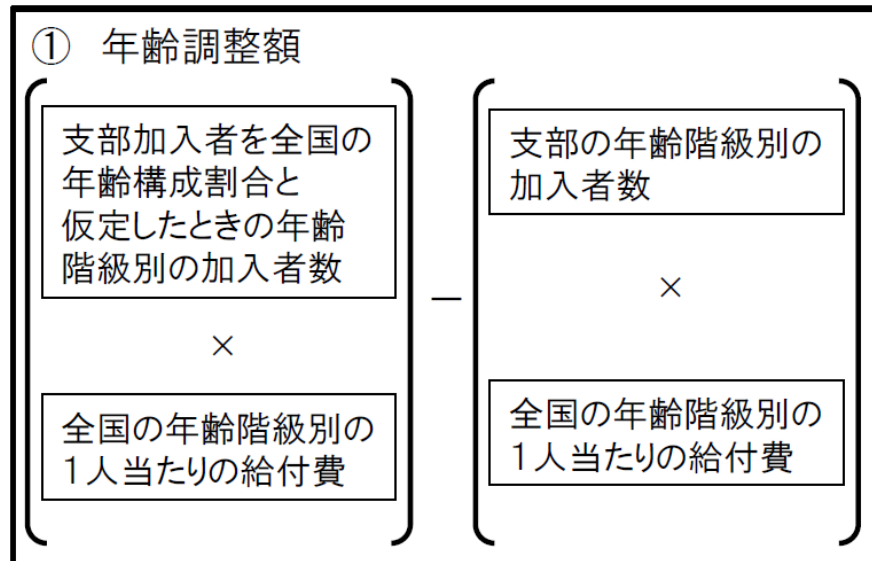 ① 年齢調整額
支部加入者を全国の
年齢構成割合と
仮定したときの年齢
階級別の加入者数
×
全国の年齢階級別の
1人当たりの給付費
－
支部の年齢階級別の
加入者数
×
全国の年齢階級別の
1人当たりの給付費